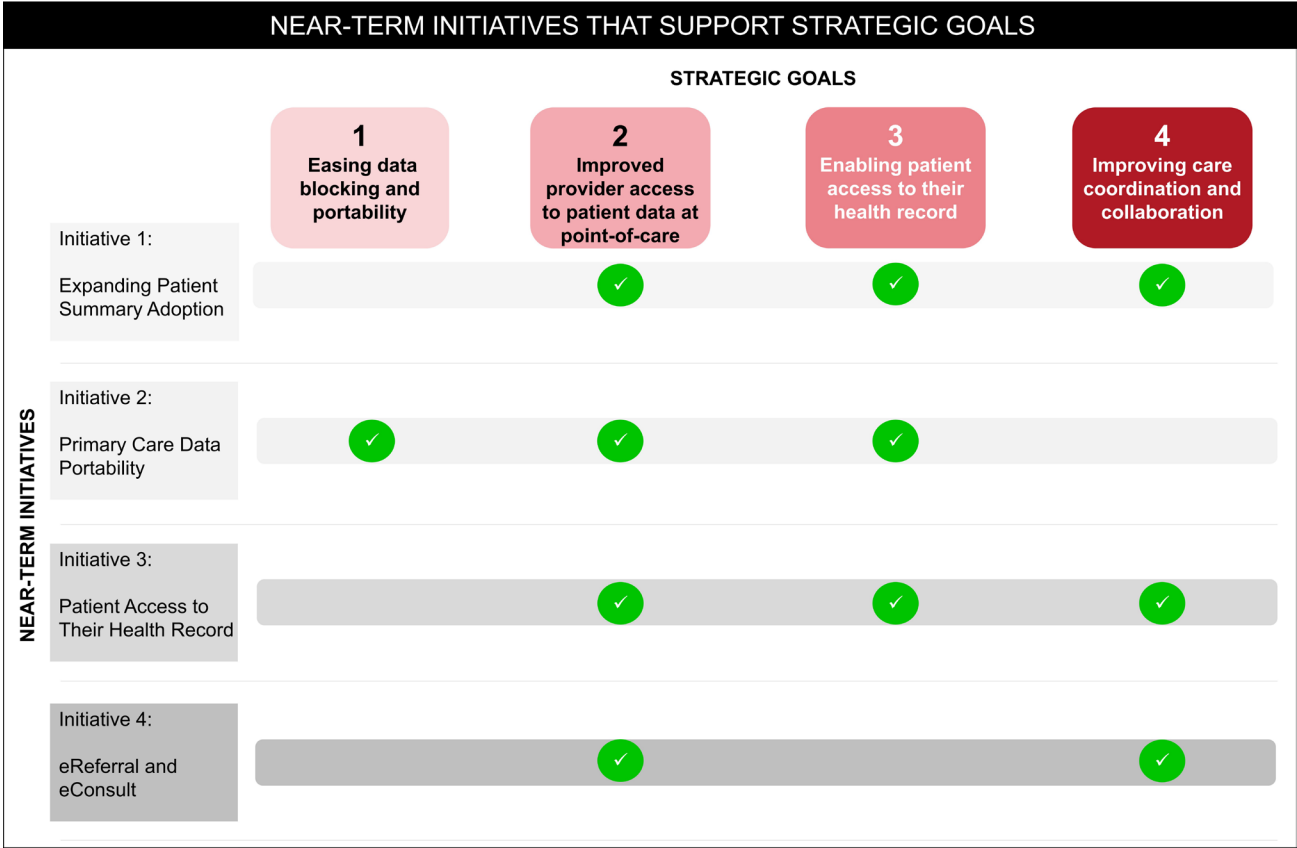 NEAR-TERM INITIATIVES THAT SUPPORT STRATEGIC GOALS
STRATEGIC GOALS
1
Easing data
blocking and
portability
2
Improved
provider access
to patient data at
point-of-care
3
Enabling patient
access to their
health record
4
Improving care
coordination and
collaboration
NEAR-TERM INITIATIVES
Initiative 1:
Expanding Patient
Summary Adoption
✓ ✓ ✓
Initiative 2:
Primary Care Data
Portability
✓ ✓ ✓
Initiative 3:
Patient Access to
Their Health Record
✓ ✓ ✓
Initiative 4:
eReferral and
eConsult
✓ ✓